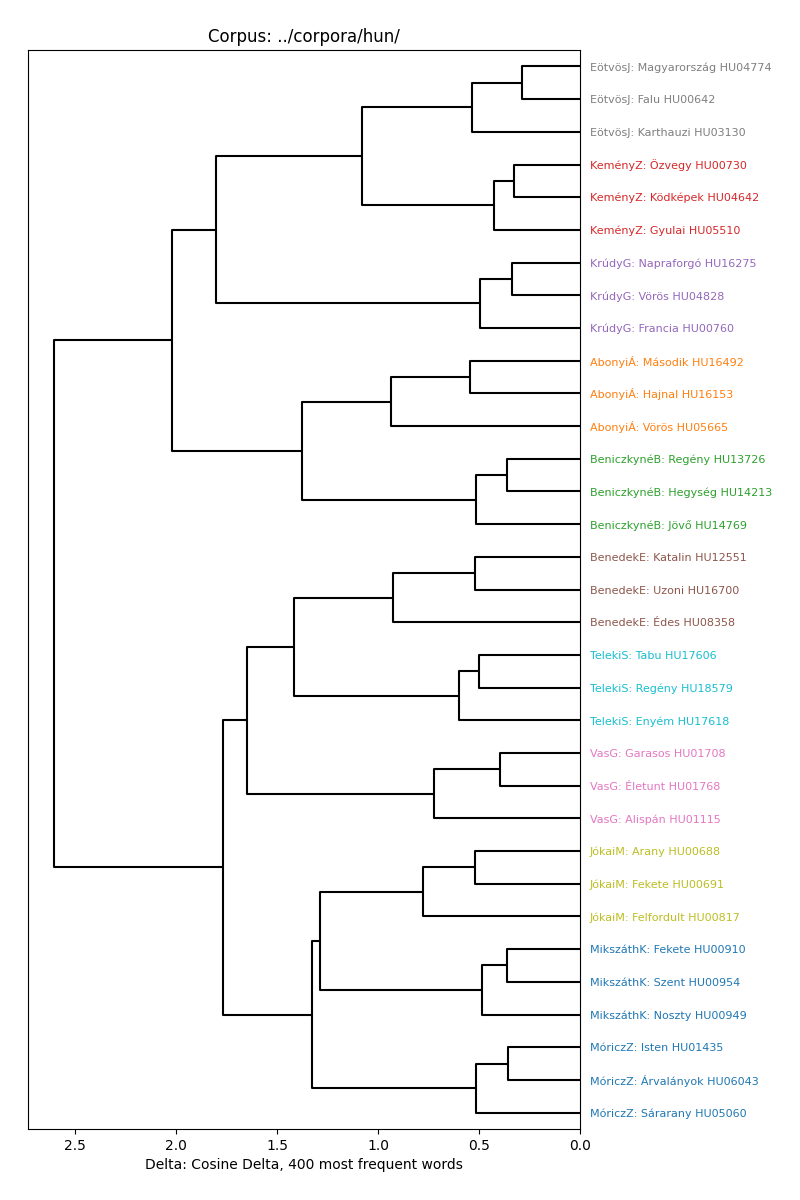 Corpus: ../corpora/hun/
EötvösJ: Magyarország HU04774
EötvösJ: Falu HU00642
EötvösJ: Karthauzi HU03130
KeményZ: Özvegy HU00730
KeményZ: Ködképek HU04642
KeményZ: Gyulai HU05510
KrúdyG: Napraforgó HU16275
KrúdyG: Vörös HU04828
KrúdyG: Francia HU00760
AbonyiÁ: Második HU16492
AbonyiÁ: Hajnal HU16153
AbonyiÁ: Vörös HU05665
BeniczkynéB: Regény HU13726
BeniczkynéB: Hegység HU14213
BeniczkynéB: Jövő HU14769
BenedekE: Katalin HU12551
BenedekE: Uzoni HU16700
BenedekE: Édes HU08358
TelekiS: Tabu HU17606
TelekiS: Regény HU18579
TelekiS: Enyém HU17618
VasG: Garasos HU01708
VasG: Életunt HU01768
VasG: Alispán HU01115
JókaiM: Arany HU00688
JókaiM: Fekete HU00691
JókaiM: Felfordult HU00817
MikszáthK: Fekete HU00910
MikszáthK: Szent HU00954
MikszáthK: Noszty HU00949
MóriczZ: Isten HU01435
MóriczZ: Árvalányok HU06043
MóriczZ: Sárarany HU05060
2.5 2.0 1.5 1.0 0.5 0.0
Delta: Cosine Delta, 400 most frequent words